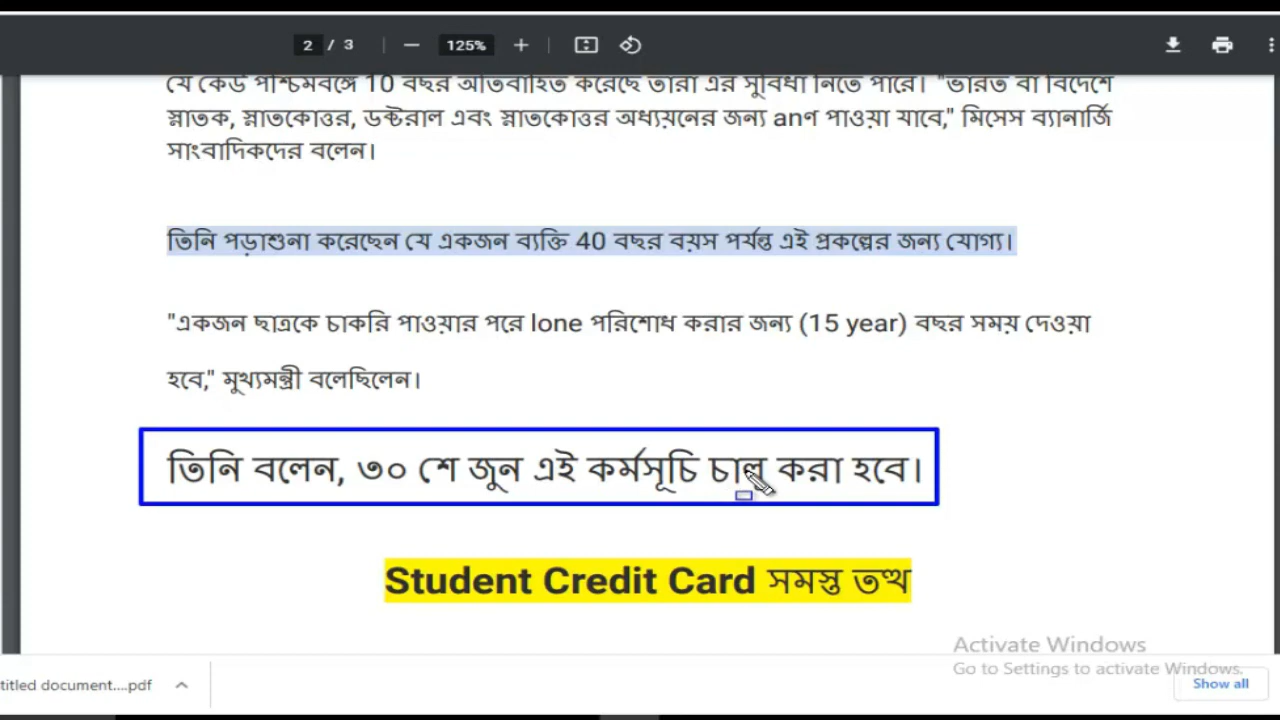 2 / 3 125%
যে কেউ পশ্চিমবঙ্গে 10 বছর অতিবাহিত করেছে তারা এর সুবিধা নিতে পারে। "ভারত বা বিদেশে
স্নাতক, স্নাতকোত্তর, ডক্টরাল এবং স্নাতকোত্তর অধ্যয়নের জন্য anণ পাওয়া যাবে," মিসেস ব্যানার্জি
সাংবাদিকদের বলেন।
তিনি পড়াশুনা করেছেন যে একজন ব্যক্তি 40 বছর বয়স পর্যন্ত এই প্রকল্পের জন্য যোগ্য।
"একজন ছাত্রকে চাকরি পাওয়ার পরে lone পরিশোধ করার জন্য (15 year) বছর সময় দেওয়া
হবে," মুখ্যমন্ত্রী বলেছিলেন।
তিনি বলেন, ৩০ শে জুন এই কর্মসূচি চালু করা হবে।
Student Credit Card সমস্ত তত্থ
Activate Windows
Go to Settings to activate Windows.
titled document....pdf
Show all